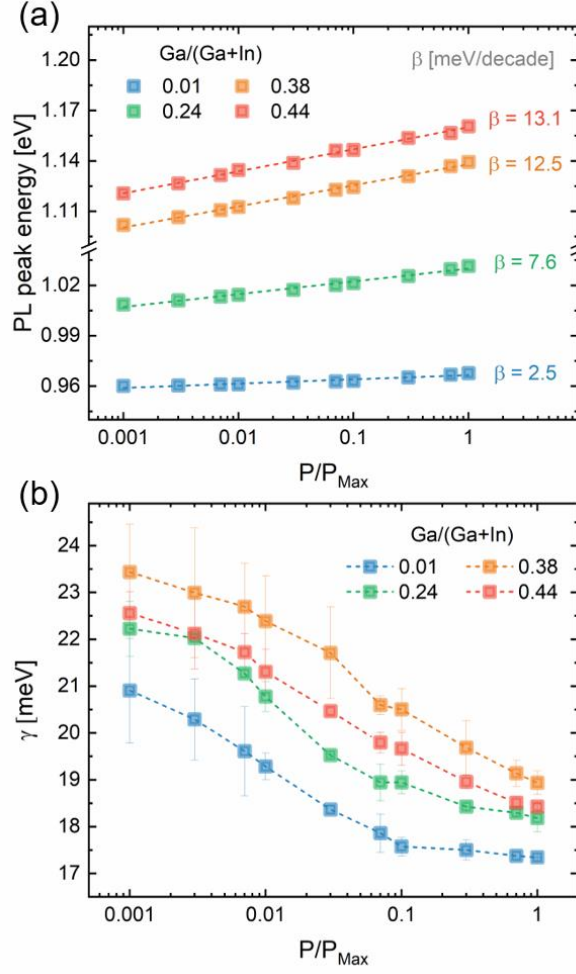 (a)
Ga/(Ga+In)
0.01
0.38
0.24
0.44
β [meV/decade]
β = 13.1
β = 12.5
β = 7.6
β = 2.5
PL peak energy [eV]
1.20
1.17
1.14
1.11
1.02
0.99
0.96
0.001
0.01
0.1
1
P/P_Max
(b)
Ga/(Ga+In)
0.01
0.38
0.24
0.44
γ [meV]
24
23
22
21
20
19
18
17
0.001
0.01
0.1
1
P/P_Max